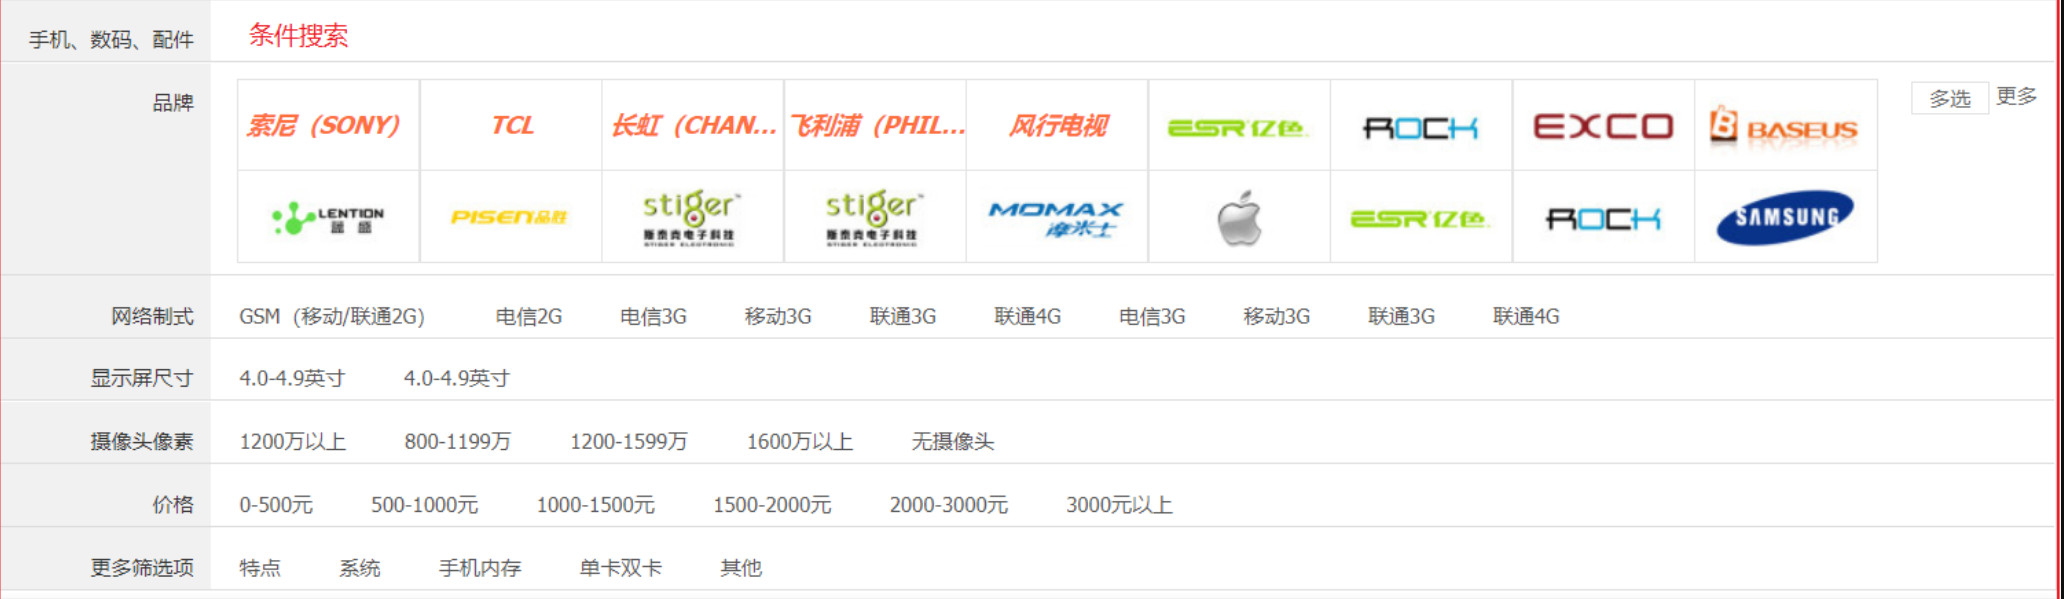 手机、数码、配件 条件搜索
品牌 索尼（SONY） TCL 长虹（CHAN... 飞利浦（PHIL... 风行电视 ESR亿色 ROCK EXCO BASEUS 多选 更多
LENTION 蓝盛 PISEN品胜 stiger 斯泰克电子科技 STIGER ELECTRONIC stiger 斯泰克电子科技 STIGER ELECTRONIC MOMAX 摩米士 ESR亿色 ROCK SAMSUNG
网络制式 GSM（移动/联通2G） 电信2G 电信3G 移动3G 联通3G 联通4G 电信3G 移动3G 联通3G 联通4G
显示屏尺寸 4.0-4.9英寸 4.0-4.9英寸
摄像头像素 1200万以上 800-1199万 1200-1599万 1600万以上 无摄像头
价格 0-500元 500-1000元 1000-1500元 1500-2000元 2000-3000元 3000元以上
更多筛选项 特点 系统 手机内存 单卡双卡 其他